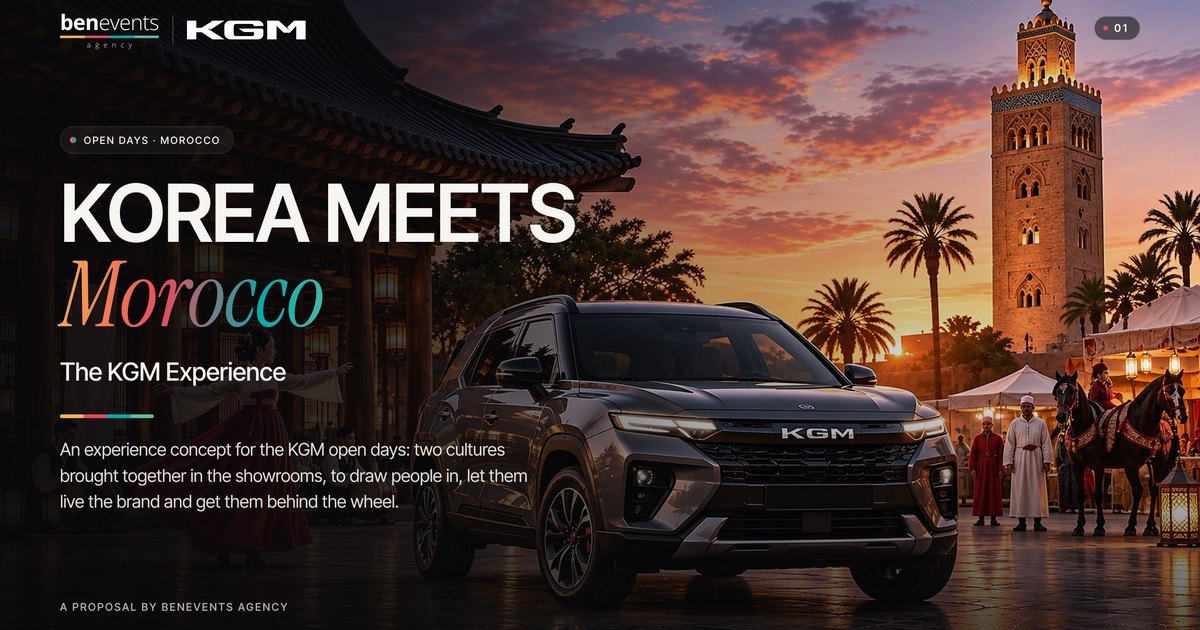 benevents
agency
KGM
01
OPEN DAYS · MOROCCO
KOREA MEETS
Morocco
The KGM Experience
An experience concept for the KGM open days: two cultures
brought together in the showrooms, to draw people in, let them
live the brand and get them behind the wheel.
KGM
A PROPOSAL BY BENEVENTS AGENCY